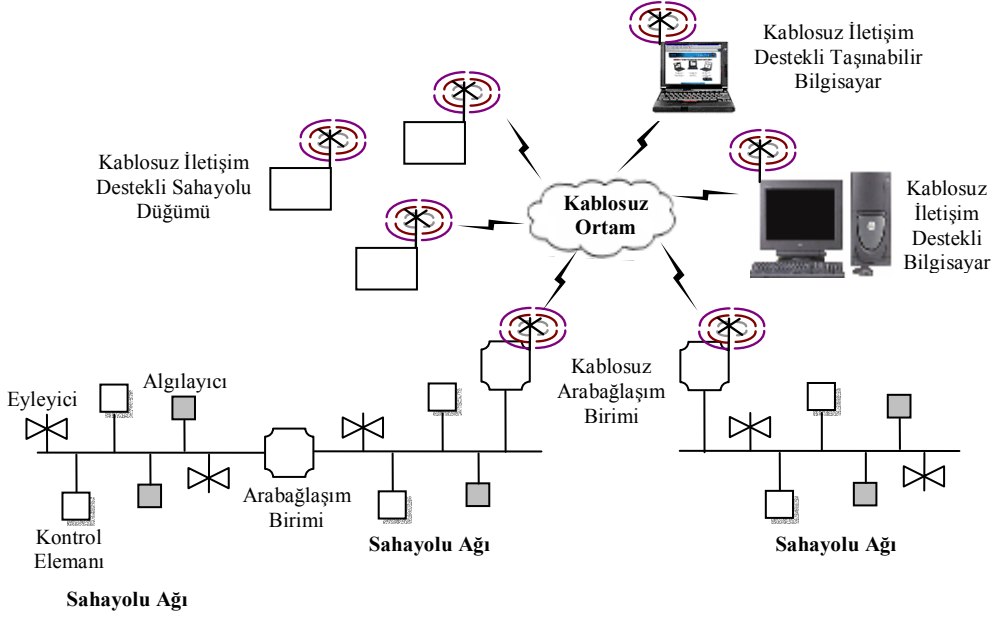 Kablosuz İletişim
Destekli Taşınabilir
Bilgisayar
Kablosuz İletişim
Destekli Sahayolu
Düğümü
Kablosuz
Ortam
Kablosuz
İletişim
Destekli
Bilgisayar
Kablosuz
Arabağlaşım
Birimi
Eyleyici
Algılayıcı
Arabağlaşım
Birimi
Kontrol
Elemanı
Sahayolu Ağı
Sahayolu Ağı
Sahayolu Ağı